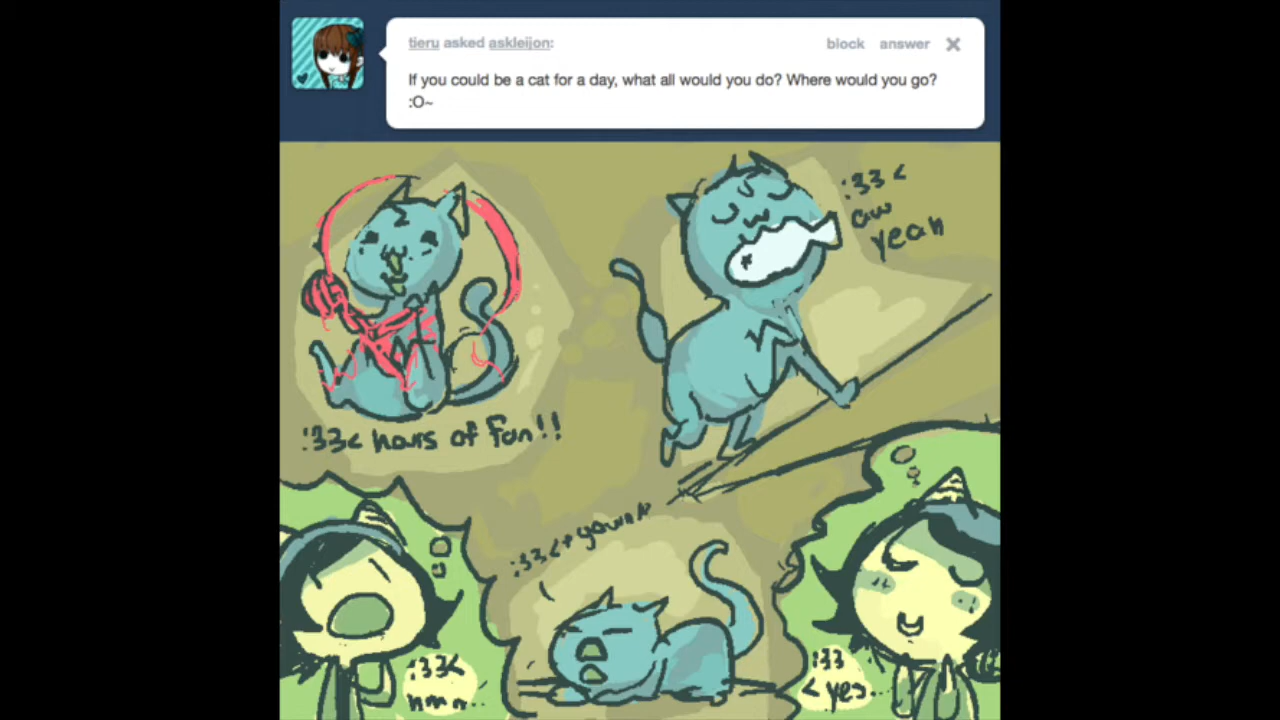 tieru asked askleijon:
block answer
If you could be a cat for a day, what all would you do? Where would you go?
:O~
:33 <
aw
yeah
:33 < hours of fun!!
:33 < *yawn*
:33 <
hmm..
:33
< yes..